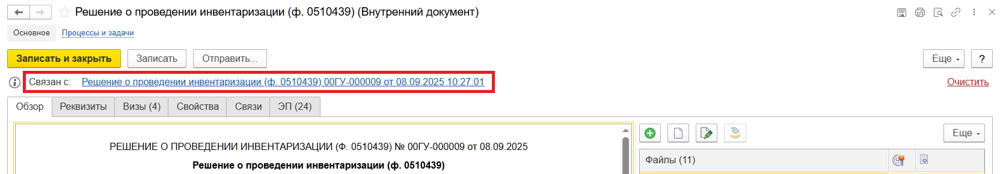 Решение о проведении инвентаризации (ф. 0510439) (Внутренний документ)
Основное Процессы и задачи
Записать и закрыть Записать Отправить... Еще ?
Связан с: Решение о проведении инвентаризации (ф. 0510439) 00ГУ-000009 от 08.09.2025 10:27:01 Очистить
Обзор Реквизиты Визы (4) Свойства Связи ЭП (24)
Еще
РЕШЕНИЕ О ПРОВЕДЕНИИ ИНВЕНТАРИЗАЦИИ (Ф. 0510439) № 00ГУ-000009 от 08.09.2025
Файлы (11)
Решение о проведении инвентаризации (ф. 0510439)